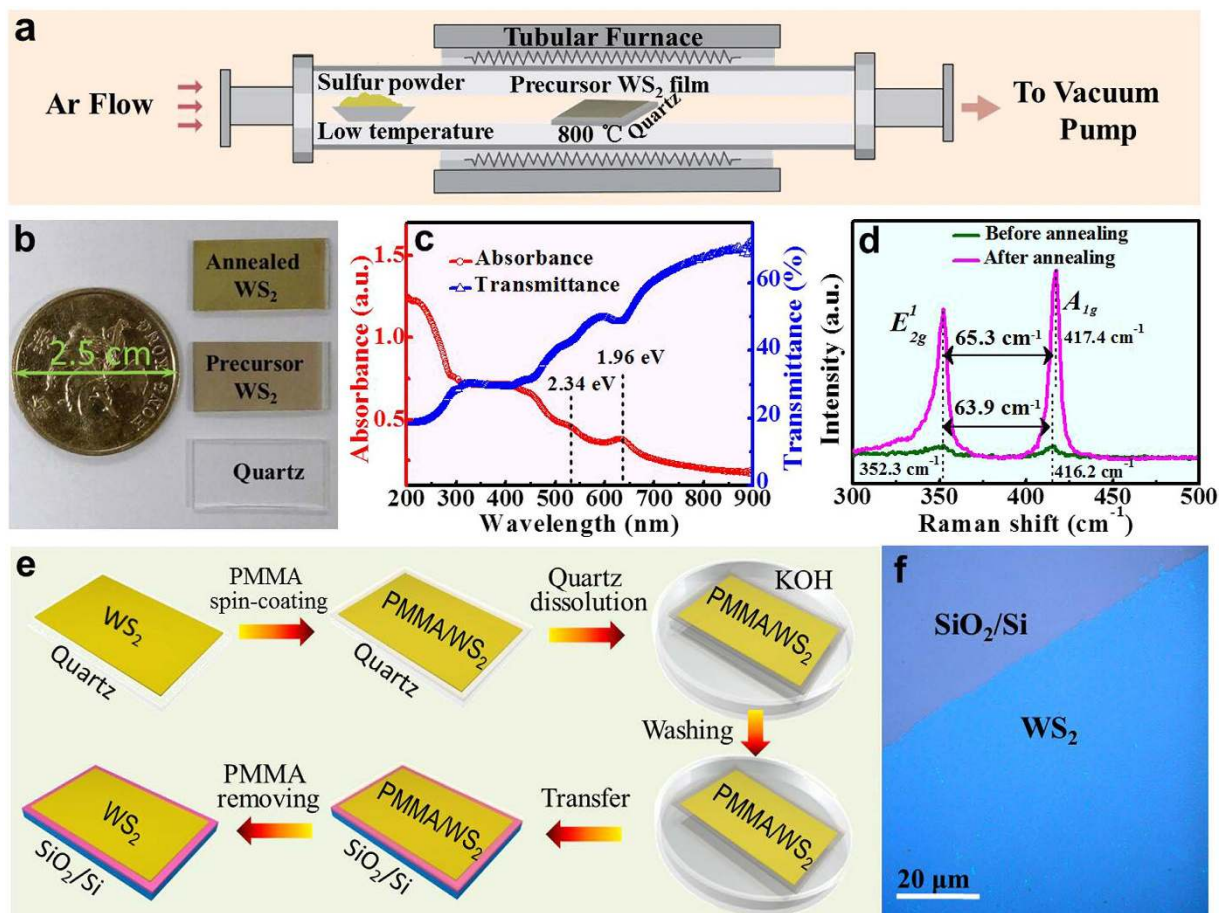 a
Tubular Furnace
Ar Flow
Sulfur powder
Low temperature
Precursor WS₂ film
800 ℃
Quartz
To Vacuum
Pump
b
2.5 cm
Annealed
WS₂
Precursor
WS₂
Quartz
c
Absorbance (a.u.)
1.5
1.0
0.5
Absorbance
Transmittance
2.34 eV
1.96 eV
60
40
20
0
Transmittance (%)
200 300 400 500 600 700 800 900
Wavelength (nm)
d
Intensity (a.u.)
Before annealing
After annealing
E¹₂g
A₁g
65.3 cm⁻¹
417.4 cm⁻¹
63.9 cm⁻¹
352.3 cm⁻¹
416.2 cm⁻¹
300 350 400 450 500
Raman shift (cm⁻¹)
e
WS₂
Quartz
PMMA
spin-coating
PMMA/WS₂
Quartz
Quartz
dissolution
KOH
PMMA/WS₂
Washing
PMMA/WS₂
Transfer
PMMA/WS₂
SiO₂/Si
PMMA
removing
WS₂
SiO₂/Si
f
SiO₂/Si
WS₂
20 μm